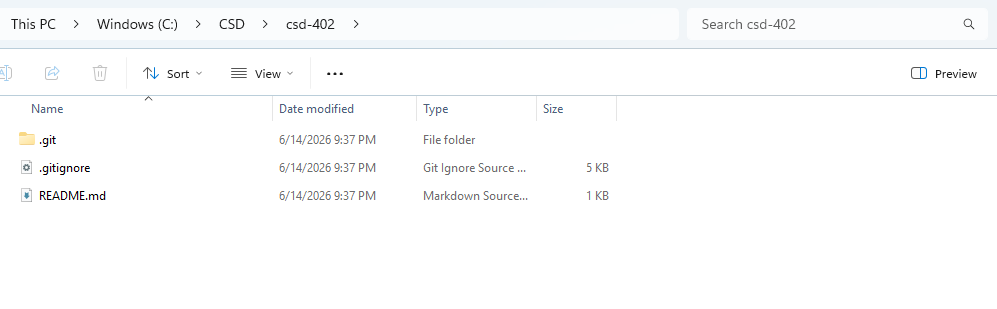 This PC > Windows (C:) > CSD > csd-402 > Search csd-402
Sort View ... Preview
Name Date modified Type Size
.git 6/14/2026 9:37 PM File folder
.gitignore 6/14/2026 9:37 PM Git Ignore Source ... 5 KB
README.md 6/14/2026 9:37 PM Markdown Source... 1 KB